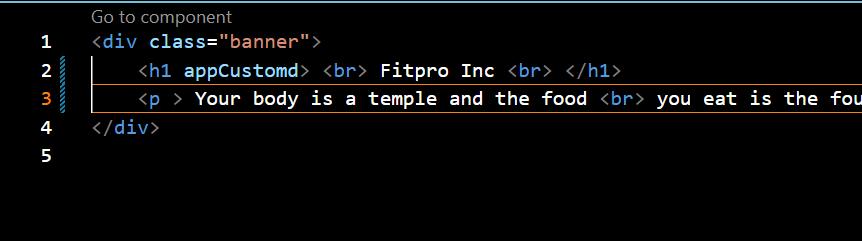 Go to component
1 <div class="banner">
2 <h1 appCustomd> <br> Fitpro Inc <br> </h1>
3 <p > Your body is a temple and the food <br> you eat is the fou
4 </div>
5